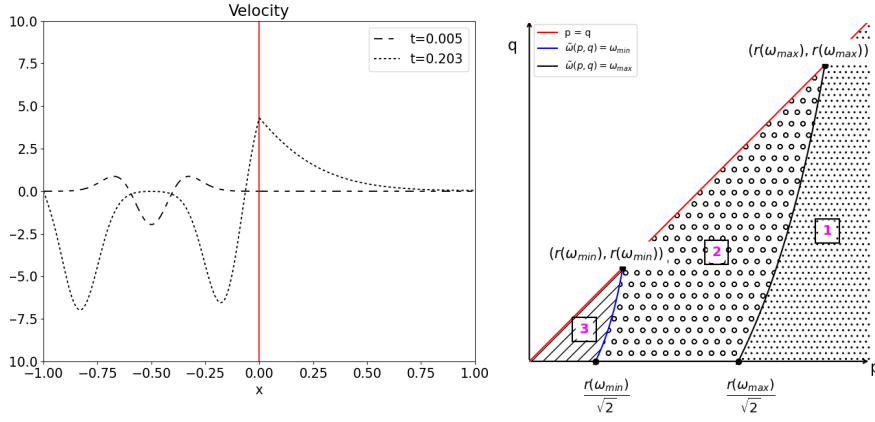 Velocity
10.0
7.5
5.0
2.5
0.0
−2.5
−5.0
−7.5
10.0
−1.00 −0.75 −0.50 −0.25 0.00 0.25 0.50 0.75 1.00
x
t=0.005
t=0.203
q
p = q
ω̃(p, q) = ω_min
ω̃(p, q) = ω_max
(r(ω_max), r(ω_max))
1
2
(r(ω_min), r(ω_min))
3
p
r(ω_min)/√2
r(ω_max)/√2